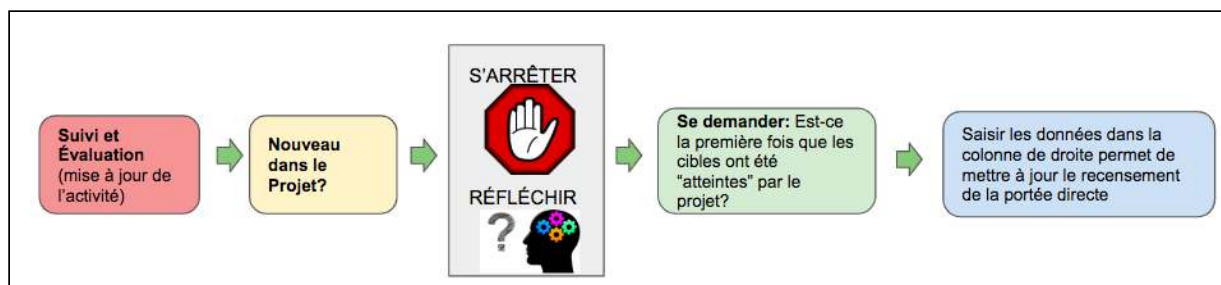 Suivi et
Évaluation
(mise à jour de
l'activité)
Nouveau
dans le
Projet?
S'ARRÊTER
RÉFLÉCHIR
?
Se demander: Est-ce
la première fois que les
cibles ont été
“atteintes” par le
projet?
Saisir les données dans la
colonne de droite permet de
mettre à jour le recensement
de la portée directe